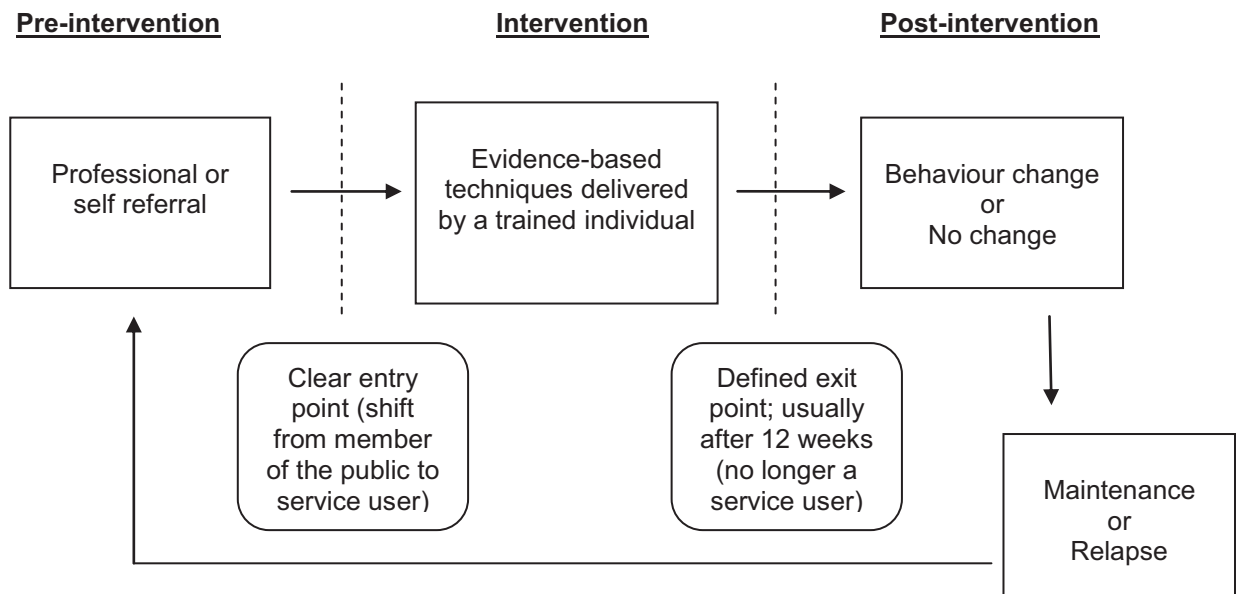 Pre-intervention
Intervention
Post-intervention
Professional or
self referral
Evidence-based
techniques delivered
by a trained individual
Behaviour change
or
No change
Clear entry
point (shift
from member
of the public to
service user)
Defined exit
point; usually
after 12 weeks
(no longer a
service user)
Maintenance
or
Relapse